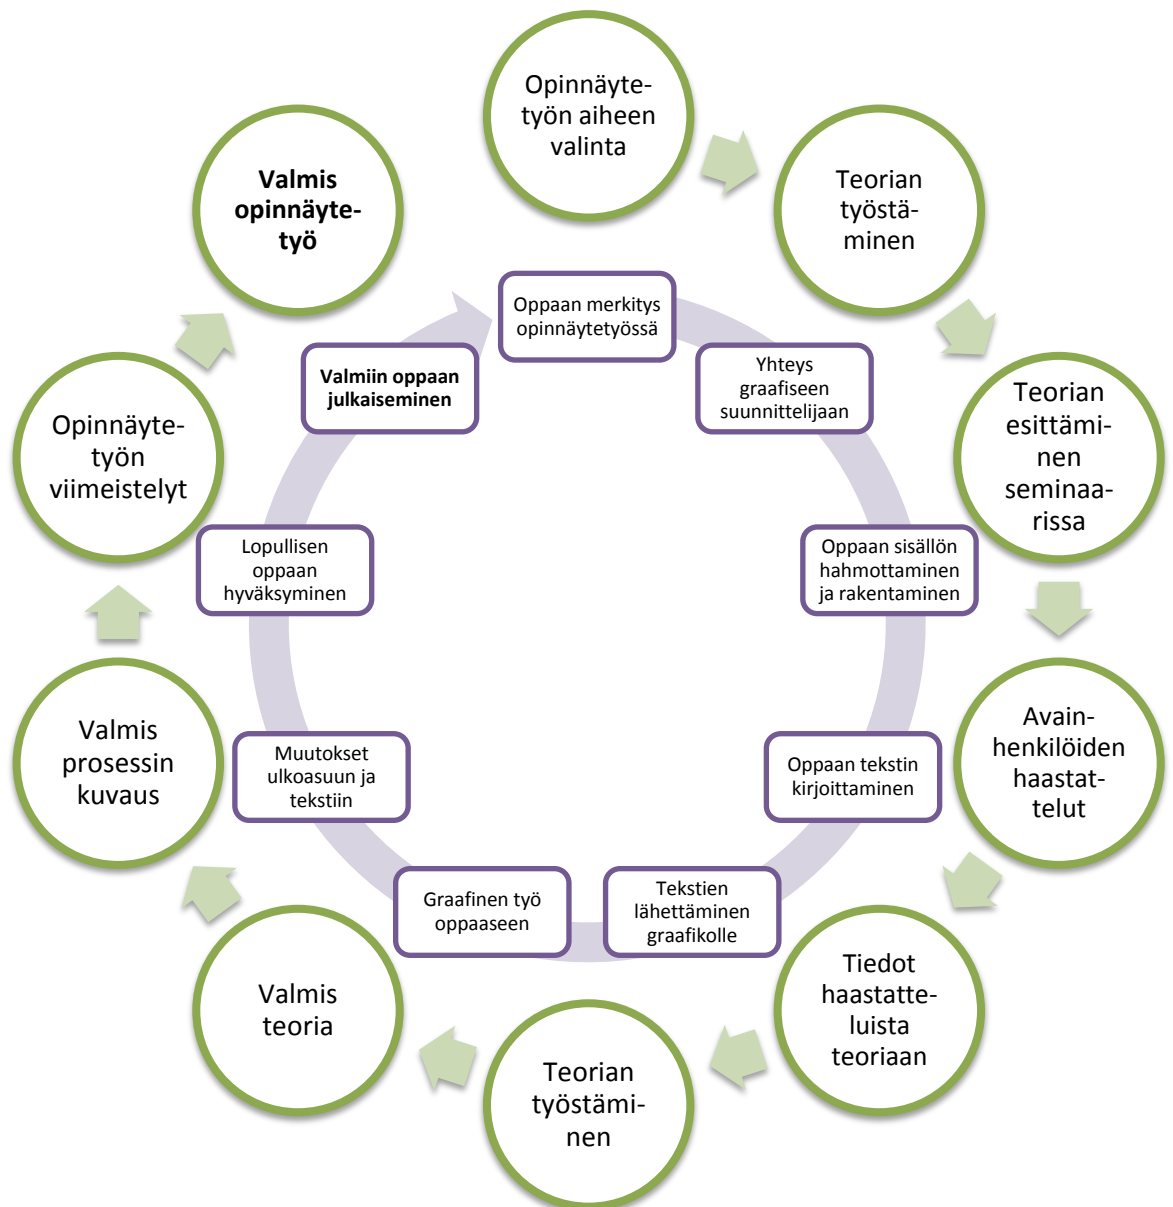 Opinnäyte-
työn aiheen
valinta
Teorian
työstä-
minen
Teorian
esittämi-
nen
seminaa-
rissa
Avain-
henkilöiden
haastat-
telut
Tiedot
haastatte-
luista
teoriaan
Teorian
työstämi-
nen
Valmis
teoria
Valmis
prosessin
kuvaus
Opinnäyte-
työn
viimeistelyt
Valmis
opinnäyte-
työ
Oppaan merkitys
opinnäytetyössä
Yhteys
graafiseen
suunnittelijaan
Oppaan sisällön
hahmottaminen
ja rakentaminen
Oppaan tekstin
kirjoittaminen
Tekstien
lähettäminen
graafikolle
Graafinen työ
oppaaseen
Muutokset
ulkoasuun ja
tekstiin
Lopullisen
oppaan
hyväksyminen
Valmiin oppaan
julkaiseminen